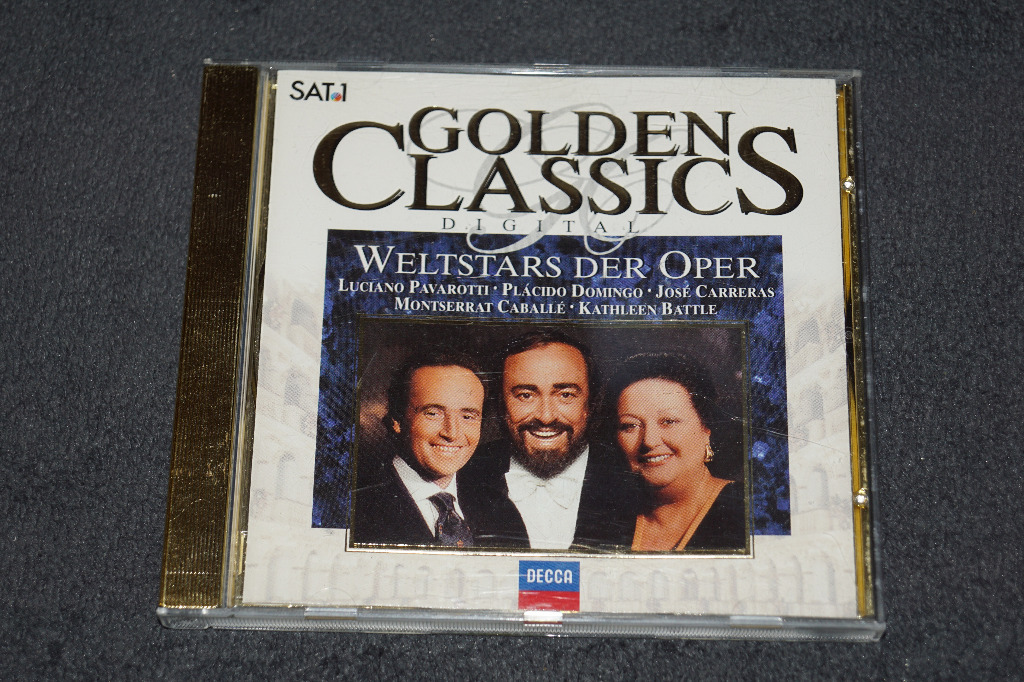 SAT.1
GOLDEN
CLASSICS
DIGITAL
WELTSTARS DER OPER
LUCIANO PAVAROTTI · PLÁCIDO DOMINGO · JOSÉ CARRERAS
MONTSERRAT CABALLÉ · KATHLEEN BATTLE
DECCA